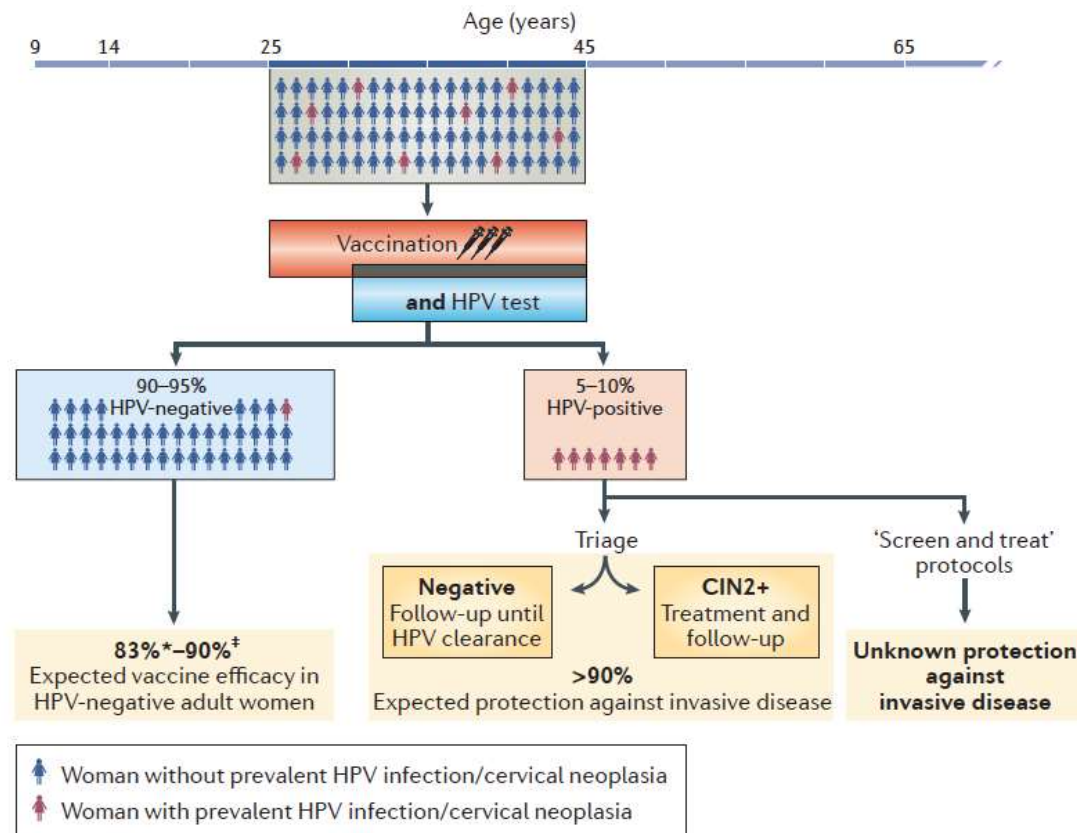 Age (years)
9 14 25 45 65
Vaccination
and HPV test
90–95%
HPV-negative
5–10%
HPV-positive
Triage
Negative
Follow-up until
HPV clearance
CIN2+
Treatment and
follow-up
>90%
Expected protection against invasive disease
‘Screen and treat’
protocols
Unknown protection
against
invasive disease
83%*–90%‡
Expected vaccine efficacy in
HPV-negative adult women
Woman without prevalent HPV infection/cervical neoplasia
Woman with prevalent HPV infection/cervical neoplasia